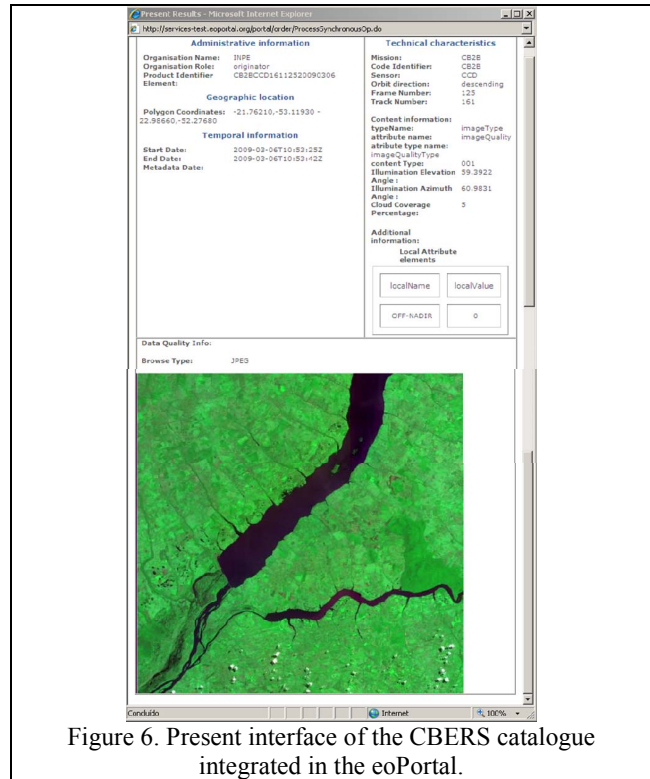 Present Results - Microsoft Internet Explorer
http://services-test.eoportal.org/portal/order/ProcessSynchronousOp.do
Administrative information
Organisation Name: INPE
Organisation Role: originator
Product Identifier CB2BCCD16112520090306
Element:
Geographic location
Polygon Coordinates: -21.76210,-53.11930 -
22.98660,-52.27680
Temporal information
Start Date: 2009-03-06T10:53:25Z
End Date: 2009-03-06T10:53:42Z
Metadata Date:
Technical characteristics
Mission: CB2B
Code Identifier: CB2B
Sensor: CCD
Orbit direction: descending
Frame Number: 125
Track Number: 161
Content information:
typeName: imageType
attribute name: imageQuality
atribute type name:
imageQualityType
content Type: 001
Illumination Elevation 59.3922
Angle :
Illumination Azimuth 60.9831
Angle :
Cloud Coverage 5
Percentage:
Additional
information:
Local Attribute
elements
localName localValue
OFF-NADIR 0
Data Quality Info:
Browse Type: JPEG
Concluído Internet 100%
Figure 6. Present interface of the CBERS catalogue
integrated in the eoPortal.